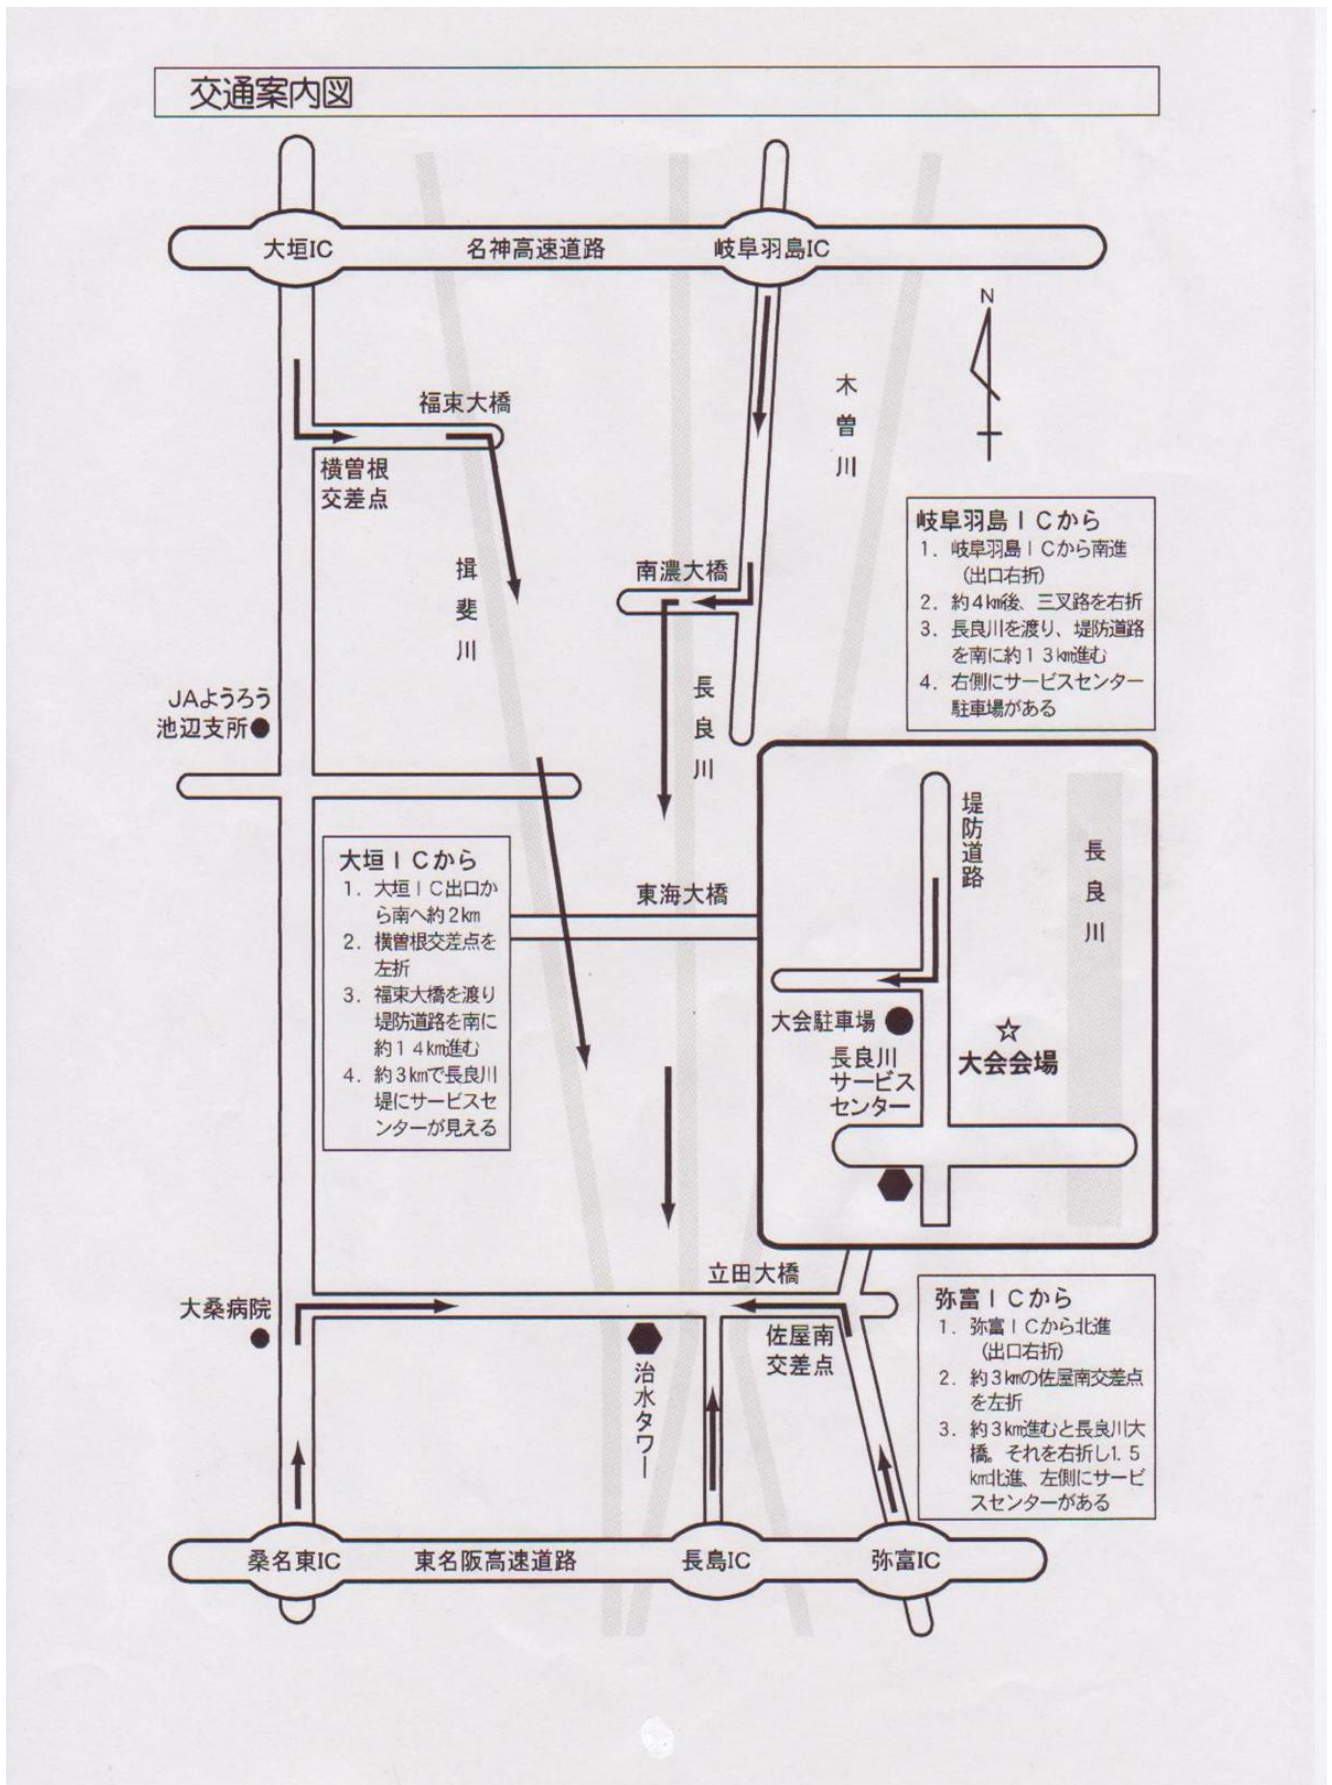 交通案内図
大垣IC
名神高速道路
岐阜羽島IC
N
木曽川
福束大橋
横曽根
交差点
揖斐川
南濃大橋
長良川
岐阜羽島ICから
1. 岐阜羽島ICから南進
(出口右折)
2. 約4km後、三叉路を右折
3. 長良川を渡り、堤防道路
を南に約13km進む
4. 右側にサービスセンター
駐車場がある
JAようろう
池辺支所
大垣ICから
1. 大垣IC出口か
ら南へ約2km
2. 横曽根交差点を
左折
3. 福束大橋を渡り
堤防道路を南に
約14km進む
4. 約3kmで長良川
堤にサービスセ
ンターが見える
東海大橋
堤防道路
長良川
大会駐車場
長良川
サービス
センター
☆
大会会場
立田大橋
大桑病院
佐屋南
交差点
治水タワー
弥富ICから
1. 弥富ICから北進
(出口右折)
2. 約3kmの佐屋南交差点
を左折
3. 約3km進むと長良川大
橋。それを右折し1.5
km北進、左側にサービ
スセンターがある
桑名東IC
東名阪高速道路
長島IC
弥富IC